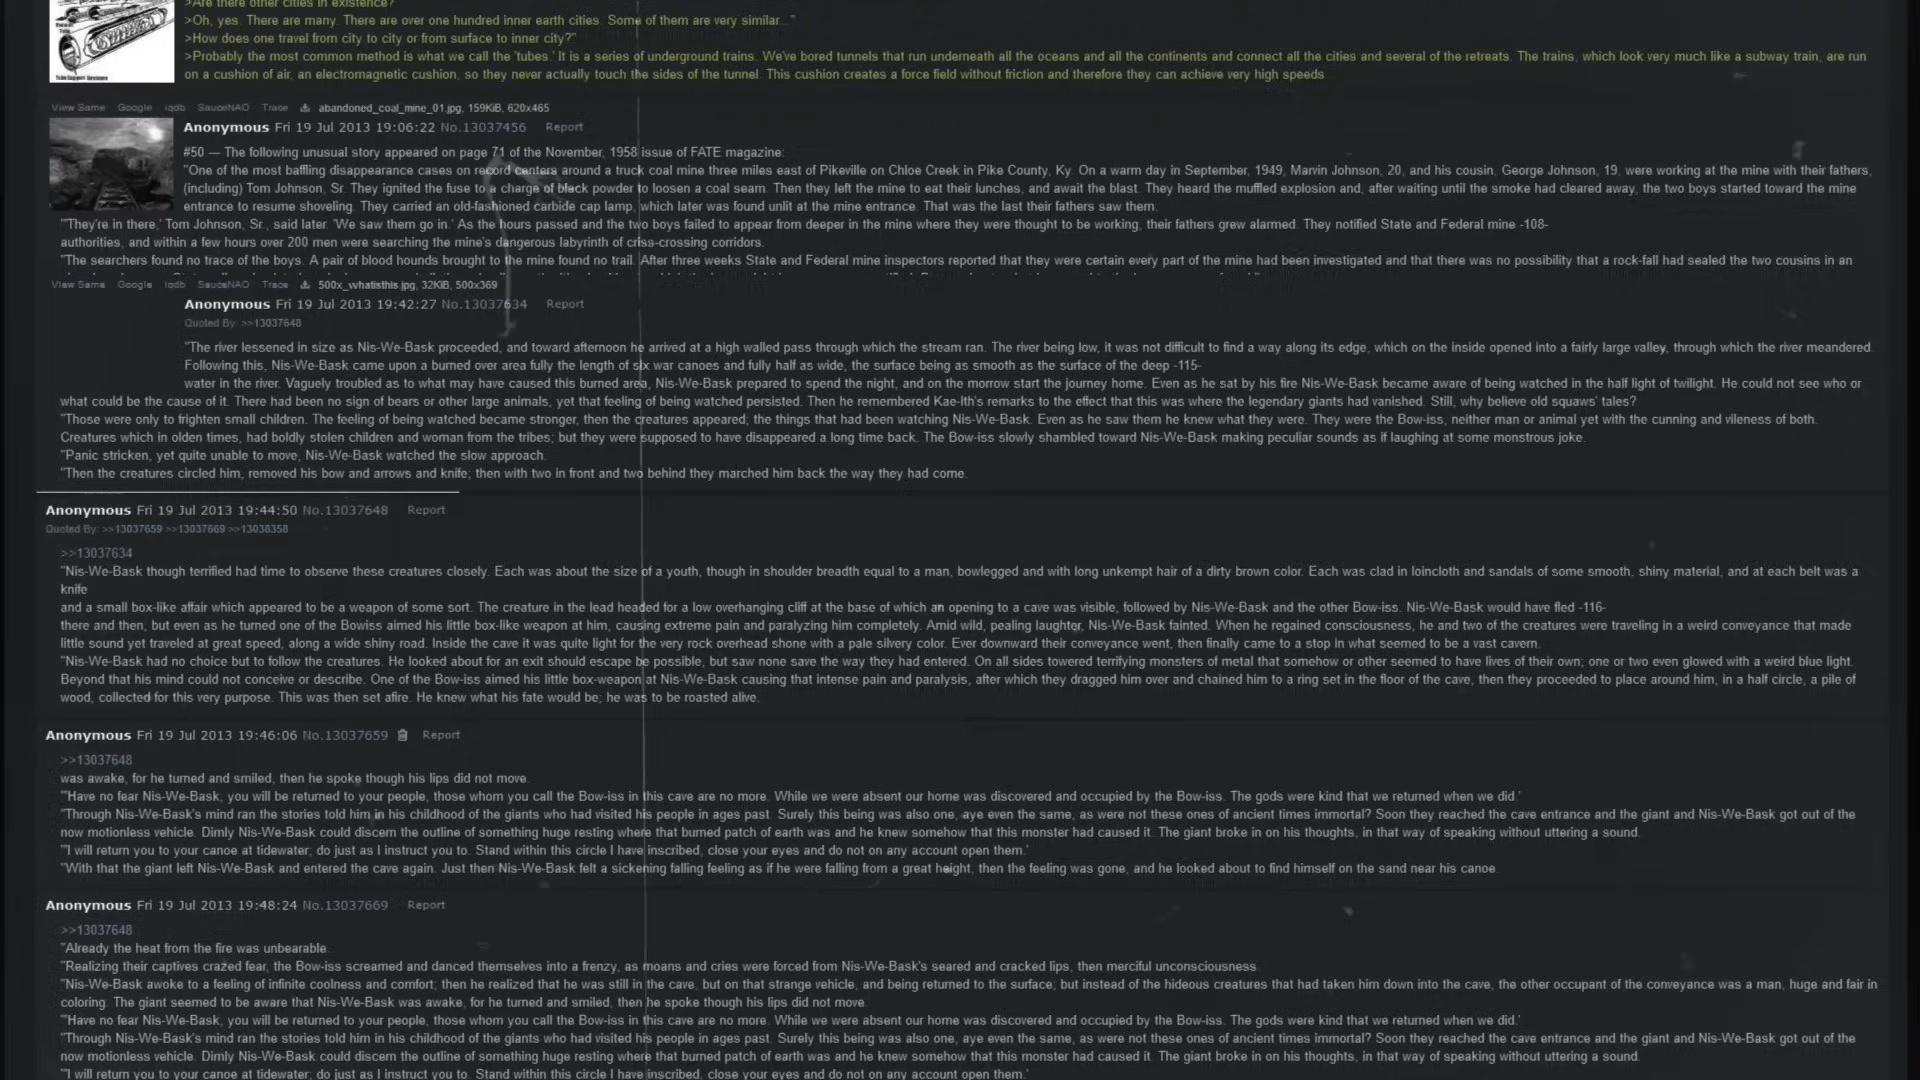 >Are there other cities in existence?
>Oh, yes. There are many. There are over one hundred inner earth cities. Some of them are very similar..."
>How does one travel from city to city or from surface to inner city?"
>Probably the most common method is what we call the 'tubes.' It is a series of underground trains. We've bored tunnels that run underneath all the oceans and all the continents and connect all the cities and several of the retreats. The trains, which look very much like a subway train, are run
on a cushion of air, an electromagnetic cushion, so they never actually touch the sides of the tunnel. This cushion creates a force field without friction and therefore they can achieve very high speeds.
View Same Google iqdb SauceNAO Trace abandoned_coal_mine_01.jpg, 159KiB, 620x465
Anonymous Fri 19 Jul 2013 19:06:22 No.13037456 Report
#50 — The following unusual story appeared on page 71 of the November, 1958 issue of FATE magazine:
"One of the most baffling disappearance cases on record canters around a truck coal mine three miles east of Pikeville on Chloe Creek in Pike County, Ky. On a warm day in September, 1949, Marvin Johnson, 20, and his cousin, George Johnson, 19, were working at the mine with their fathers,
(including) Tom Johnson, Sr. They ignited the fuse to a charge of black powder to loosen a coal seam. Then they left the mine to eat their lunches, and await the blast. They heard the muffled explosion and, after waiting until the smoke had cleared away, the two boys started toward the mine
entrance to resume shoveling. They carried an old-fashioned carbide cap lamp, which later was found unlit at the mine entrance. That was the last their fathers saw them.
"'They're in there,' Tom Johnson, Sr., said later. 'We saw them go in.' As the hours passed and the two boys failed to appear from deeper in the mine where they were thought to be working, their fathers grew alarmed. They notified State and Federal mine -108-
authorities, and within a few hours over 200 men were searching the mine's dangerous labyrinth of criss-crossing corridors.
"The searchers found no trace of the boys. A pair of blood hounds brought to the mine found no trail. After three weeks State and Federal mine inspectors reported that they were certain every part of the mine had been investigated and that there was no possibility that a rock-fall had sealed the two cousins in an
View Same Google iqdb SauceNAO Trace 500x_whatisthis.jpg, 32KiB, 500x369
Anonymous Fri 19 Jul 2013 19:42:27 No.13037634 Report
Quoted By: >>13037648
"The river lessened in size as Nis-We-Bask proceeded, and toward afternoon he arrived at a high walled pass through which the stream ran. The river being low, it was not difficult to find a way along its edge, which on the inside opened into a fairly large valley, through which the river meandered.
Following this, Nis-We-Bask came upon a burned over area fully the length of six war canoes and fully half as wide, the surface being as smooth as the surface of the deep -115-
water in the river. Vaguely troubled as to what may have caused this burned area, Nis-We-Bask prepared to spend the night, and on the morrow start the journey home. Even as he sat by his fire Nis-We-Bask became aware of being watched in the half light of twilight. He could not see who or
what could be the cause of it. There had been no sign of bears or other large animals, yet that feeling of being watched persisted. Then he remembered Kae-lth's remarks to the effect that this was where the legendary giants had vanished. Still, why believe old squaws' tales?
"Those were only to frighten small children. The feeling of being watched became stronger, then the creatures appeared; the things that had been watching Nis-We-Bask. Even as he saw them he knew what they were. They were the Bow-iss, neither man or animal yet with the cunning and vileness of both.
Creatures which in olden times, had boldly stolen children and woman from the tribes; but they were supposed to have disappeared a long time back. The Bow-iss slowly shambled toward Nis-We-Bask making peculiar sounds as if laughing at some monstrous joke.
"Panic stricken, yet quite unable to move, Nis-We-Bask watched the slow approach.
"Then the creatures circled him, removed his bow and arrows and knife; then with two in front and two behind they marched him back the way they had come.
Anonymous Fri 19 Jul 2013 19:44:50 No.13037648 Report
Quoted By: >>13037659 >>13037669 >>13038358
>>13037634
"Nis-We-Bask though terrified had time to observe these creatures closely. Each was about the size of a youth, though in shoulder breadth equal to a man, bowlegged and with long unkempt hair of a dirty brown color. Each was clad in loincloth and sandals of some smooth, shiny material, and at each belt was a
knife
and a small box-like affair which appeared to be a weapon of some sort. The creature in the lead headed for a low overhanging cliff at the base of which an opening to a cave was visible, followed by Nis-We-Bask and the other Bow-iss. Nis-We-Bask would have fled -116-
there and then, but even as he turned one of the Bowiss aimed his little box-like weapon at him, causing extreme pain and paralyzing him completely. Amid wild, pealing laughter, Nis-We-Bask fainted. When he regained consciousness, he and two of the creatures were traveling in a weird conveyance that made
little sound yet traveled at great speed, along a wide shiny road. Inside the cave it was quite light for the very rock overhead shone with a pale silvery color. Ever downward their conveyance went, then finally came to a stop in what seemed to be a vast cavern.
"Nis-We-Bask had no choice but to follow the creatures. He looked about for an exit should escape be possible, but saw none save the way they had entered. On all sides towered terrifying monsters of metal that somehow or other seemed to have lives of their own; one or two even glowed with a weird blue light.
Beyond that his mind could not conceive or describe. One of the Bow-iss aimed his little box-weapon at Nis-We-Bask causing that intense pain and paralysis, after which they dragged him over and chained him to a ring set in the floor of the cave, then they proceeded to place around him, in a half circle, a pile of
wood, collected for this very purpose. This was then set afire. He knew what his fate would be; he was to be roasted alive.
Anonymous Fri 19 Jul 2013 19:46:06 No.13037659 Report
>>13037648
was awake, for he turned and smiled, then he spoke though his lips did not move.
"'Have no fear Nis-We-Bask, you will be returned to your people, those whom you call the Bow-iss in this cave are no more. While we were absent our home was discovered and occupied by the Bow-iss. The gods were kind that we returned when we did.'
"Through Nis-We-Bask's mind ran the stories told him in his childhood of the giants who had visited his people in ages past. Surely this being was also one, aye even the same, as were not these ones of ancient times immortal? Soon they reached the cave entrance and the giant and Nis-We-Bask got out of the
now motionless vehicle. Dimly Nis-We-Bask could discern the outline of something huge resting where that burned patch of earth was and he knew somehow that this monster had caused it. The giant broke in on his thoughts, in that way of speaking without uttering a sound.
"'I will return you to your canoe at tidewater; do just as I instruct you to. Stand within this circle I have inscribed, close your eyes and do not on any account open them.'
"With that the giant left Nis-We-Bask and entered the cave again. Just then Nis-We-Bask felt a sickening falling feeling as if he were falling from a great height, then the feeling was gone, and he looked about to find himself on the sand near his canoe.
Anonymous Fri 19 Jul 2013 19:48:24 No.13037669 Report
>>13037648
"Already the heat from the fire was unbearable.
"Realizing their captives crazed fear, the Bow-iss screamed and danced themselves into a frenzy, as moans and cries were forced from Nis-We-Bask's seared and cracked lips, then merciful unconsciousness.
"Nis-We-Bask awoke to a feeling of infinite coolness and comfort; then he realized that he was still in the cave, but on that strange vehicle, and being returned to the surface, but instead of the hideous creatures that had taken him down into the cave, the other occupant of the conveyance was a man, huge and fair in
coloring. The giant seemed to be aware that Nis-We-Bask was awake, for he turned and smiled, then he spoke though his lips did not move.
"'Have no fear Nis-We-Bask, you will be returned to your people, those whom you call the Bow-iss in this cave are no more. While we were absent our home was discovered and occupied by the Bow-iss. The gods were kind that we returned when we did.'
"Through Nis-We-Bask's mind ran the stories told him in his childhood of the giants who had visited his people in ages past. Surely this being was also one, aye even the same, as were not these ones of ancient times immortal? Soon they reached the cave entrance and the giant and Nis-We-Bask got out of the
now motionless vehicle. Dimly Nis-We-Bask could discern the outline of something huge resting where that burned patch of earth was and he knew somehow that this monster had caused it. The giant broke in on his thoughts, in that way of speaking without uttering a sound.
"'I will return you to your canoe at tidewater; do just as I instruct you to. Stand within this circle I have inscribed, close your eyes and do not on any account open them.'